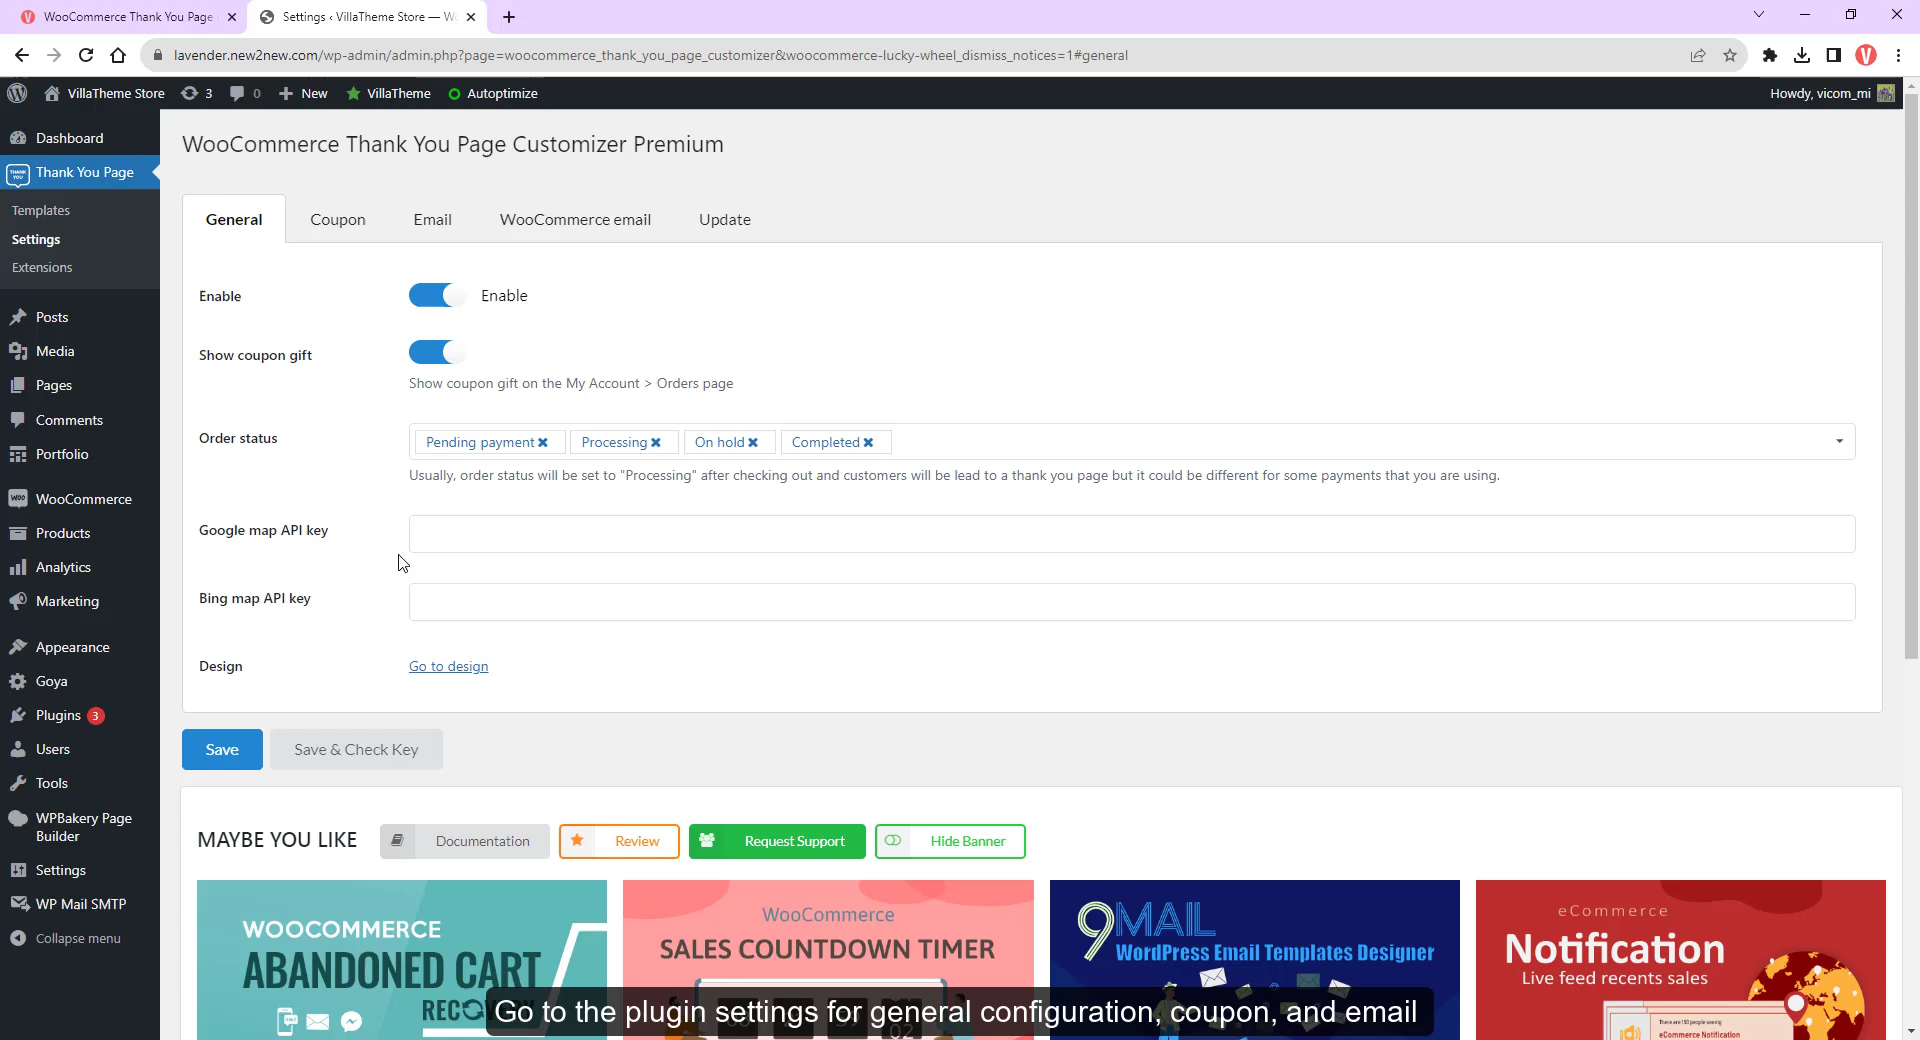 WooCommerce Thank You Page
Settings ‹ VillaTheme Store — W
lavender.new2new.com/wp-admin/admin.php?page=woocommerce_thank_you_page_customizer&woocommerce-lucky-wheel_dismiss_notices=1#general
VillaTheme Store 3 0 New VillaTheme Autoptimize Howdy, vicom_mi
Dashboard
Thank You Page
Templates
Settings
Extensions
Posts
Media
Pages
Comments
Portfolio
WooCommerce
Products
Analytics
Marketing
Appearance
Goya
Plugins 3
Users
Tools
WPBakery Page
Builder
Settings
WP Mail SMTP
Collapse menu
WooCommerce Thank You Page Customizer Premium
General Coupon Email WooCommerce email Update
Enable Enable
Show coupon gift
Show coupon gift on the My Account > Orders page
Order status Pending payment Processing On hold Completed
Usually, order status will be set to "Processing" after checking out and customers will be lead to a thank you page but it could be different for some payments that you are using.
Google map API key
Bing map API key
Design Go to design
Save Save & Check Key
MAYBE YOU LIKE Documentation Review Request Support Hide Banner
WOOCOMMERCE
ABANDONED CART
WooCommerce
SALES COUNTDOWN TIMER
9MAIL
WordPress Email Templates Designer
eCommerce
Notification
Live feed recents sales
eCommerce Notification
Go to the plugin settings for general configuration, coupon, and email